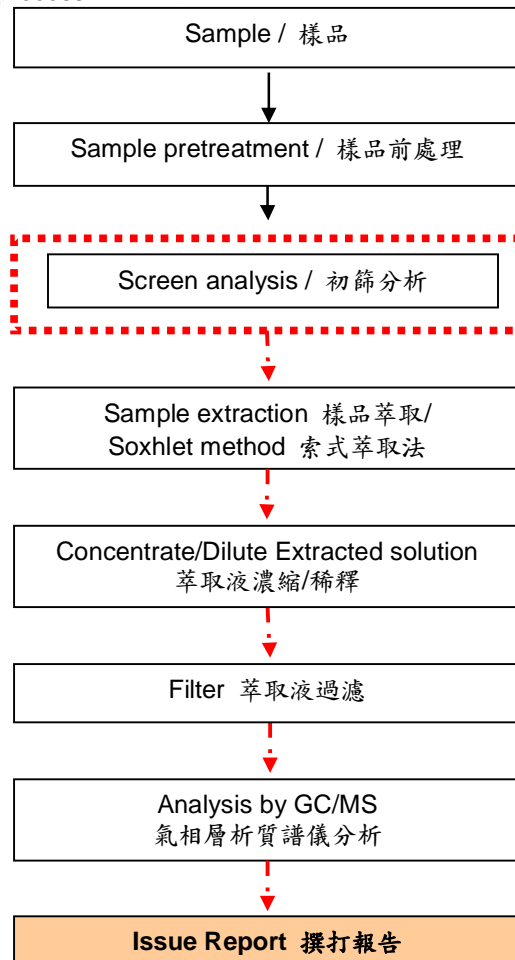 Sample / 樣品
Sample pretreatment / 樣品前處理
Screen analysis / 初篩分析
Sample extraction 樣品萃取/
Soxhlet method 索式萃取法
Concentrate/Dilute Extracted solution
萃取液濃縮/稀釋
Filter 萃取液過濾
Analysis by GC/MS
氣相層析質譜儀分析
Issue Report 撰打報告